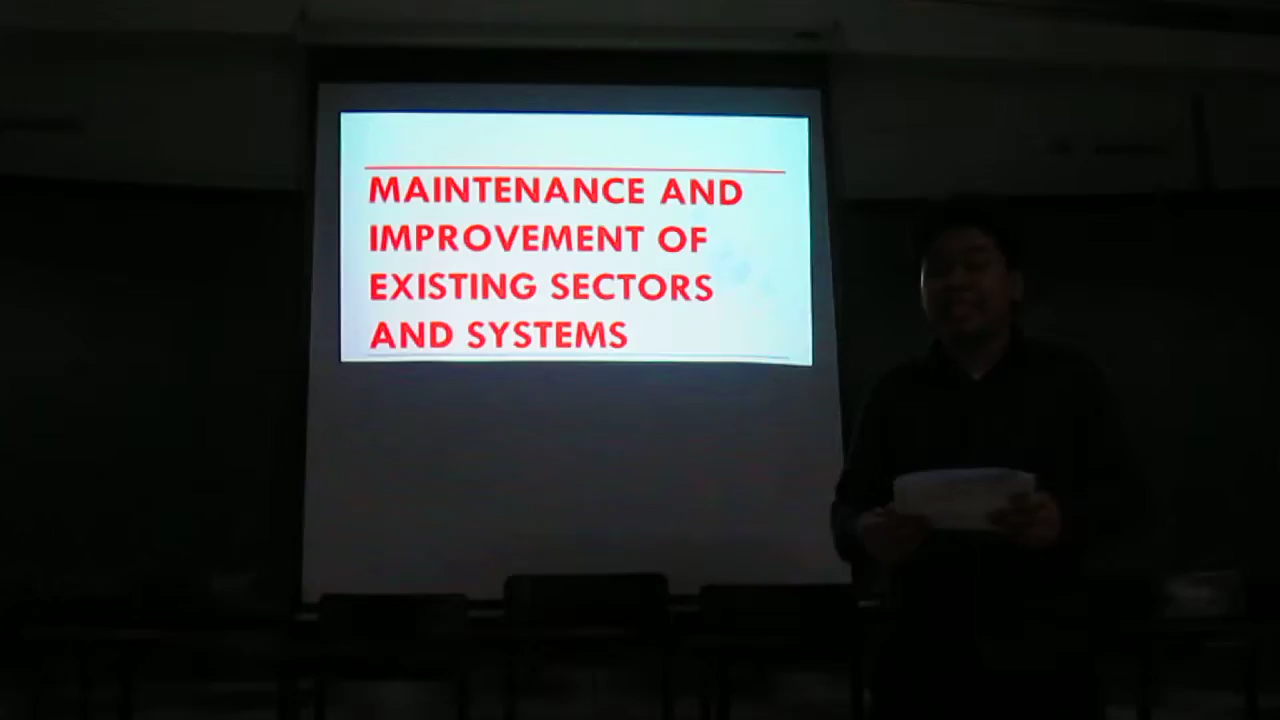 MAINTENANCE AND
IMPROVEMENT OF
EXISTING SECTORS
AND SYSTEMS